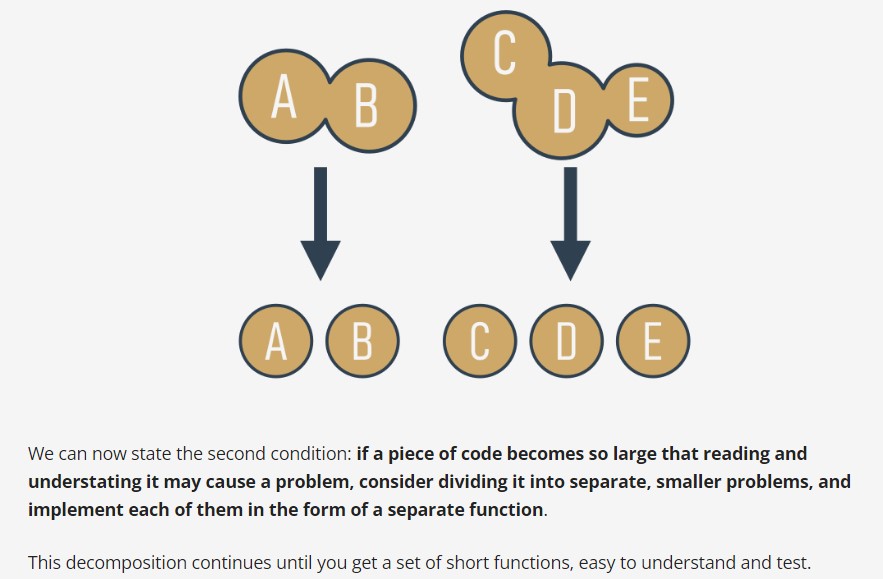 A B C D E
A B C D E
We can now state the second condition: if a piece of code becomes so large that reading and
understating it may cause a problem, consider dividing it into separate, smaller problems, and
implement each of them in the form of a separate function.
This decomposition continues until you get a set of short functions, easy to understand and test.